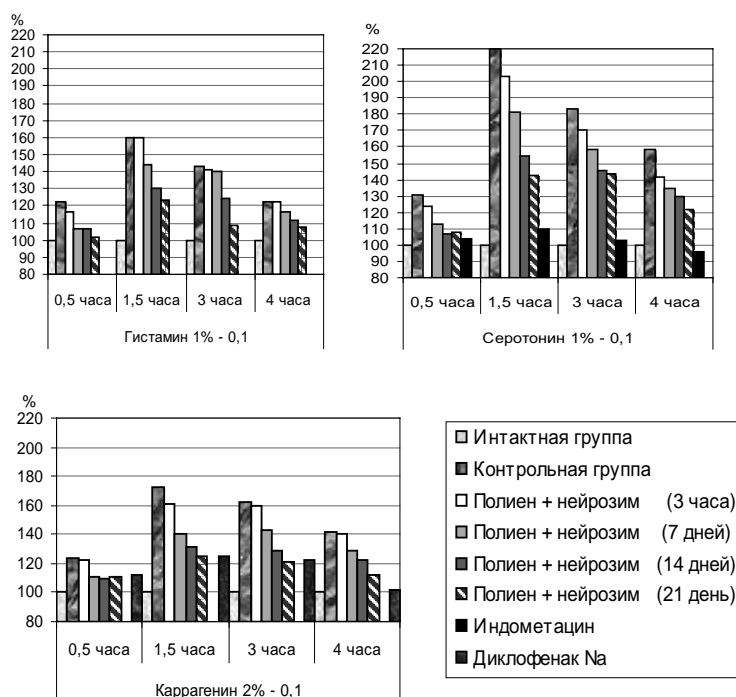 %
220
210
200
190
180
170
160
150
140
130
120
110
100
90
80
0,5 часа 1,5 часа 3 часа 4 часа
Гистамин 1% - 0,1
%
220
210
200
190
180
170
160
150
140
130
120
110
100
90
80
0,5 часа 1,5 часа 3 часа 4 часа
Серотонин 1% - 0,1
%
220
200
180
160
140
120
100
80
0,5 часа 1,5 часа 3 часа 4 часа
Каррагенин 2% - 0,1
Интактная группа
Контрольная группа
Полиен + нейрозим (3 часа)
Полиен + нейрозим (7 дней)
Полиен + нейрозим (14 дней)
Полиен + нейрозим (21 день)
Индометацин
Диклофенак Na